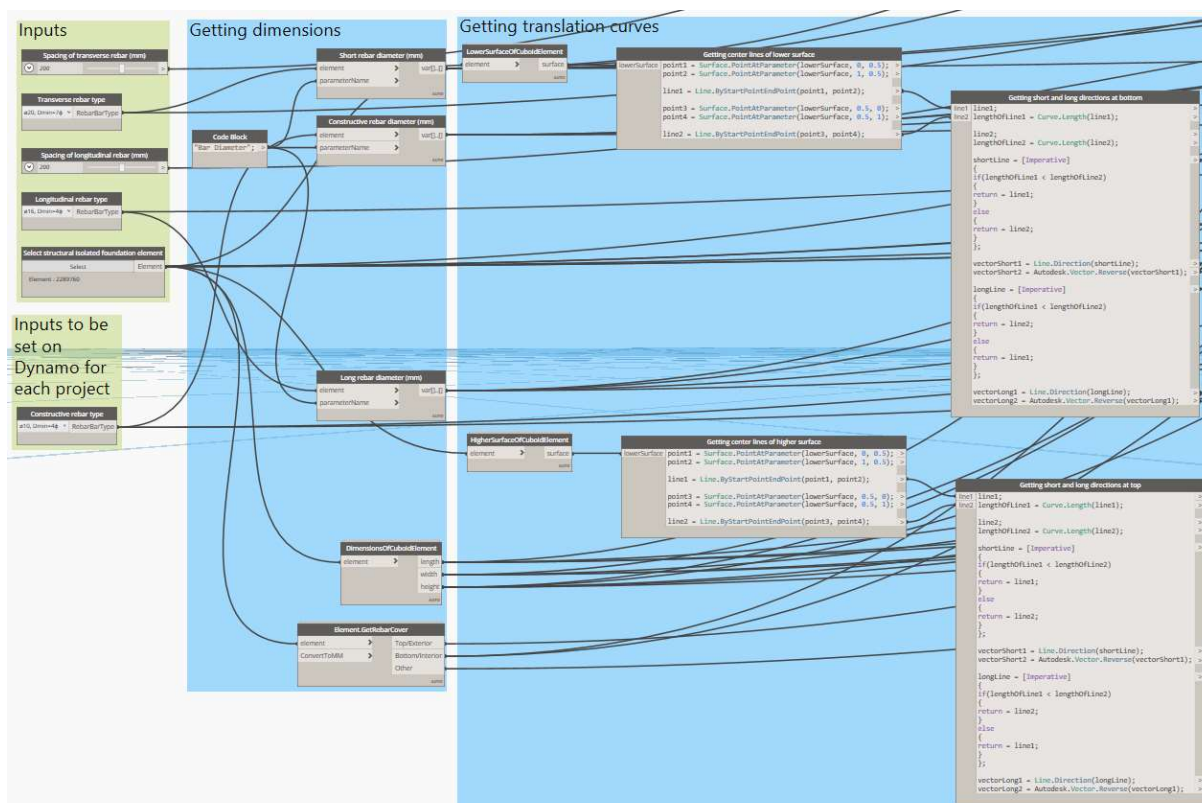 Inputs
Spacing of transverse rebar (mm)
200
>
Transverse rebar type
RebarBarType
Spacing of longitudinal rebar (mm)
200
>
Longitudinal rebar type
RebarBarType
Select structural isolated foundation element
Select
Element
Element : 2289760
Inputs to be
set on
Dynamo for
each project
Constructive rebar type
RebarBarType
Getting dimensions
Short rebar diameter (mm)
element > var[]..[]
parameterName >
AUTO
Constructive rebar diameter (mm)
element > var[]..[]
parameterName >
AUTO
Code Block
"Bar Diameter"; >
Long rebar diameter (mm)
element > var[]..[]
parameterName >
AUTO
DimensionsOfCuboidElement
element > length
width
height
AUTO
Element.GetRebarCover
element > Top/Exterior
ConvertToMM > Bottom/Interior
Other
AUTO
Getting translation curves
LowerSurfaceOfCuboidElement
element > surface
AUTO
Getting center lines of lower surface
lowerSurface point1 = Surface.PointAtParameter(lowerSurface, 0, 0.5); >
point2 = Surface.PointAtParameter(lowerSurface, 1, 0.5); >
line1 = Line.ByStartPointEndPoint(point1, point2); >
point3 = Surface.PointAtParameter(lowerSurface, 0.5, 0); >
point4 = Surface.PointAtParameter(lowerSurface, 0.5, 1); >
line2 = Line.ByStartPointEndPoint(point3, point4); >
Getting short and long directions at bottom
line1 line1; >
line2 lengthOfLine1 = Curve.Length(line1); >
line2; >
lengthOfLine2 = Curve.Length(line2); >
shortLine = [Imperative] >
{
if(lengthOfLine1 < lengthOfLine2)
{
return = line1;
}
else
{
return = line2;
}
};
vectorShort1 = Line.Direction(shortLine); >
vectorShort2 = Autodesk.Vector.Reverse(vectorShort1); >
longLine = [Imperative] >
{
if(lengthOfLine1 < lengthOfLine2)
{
return = line2;
}
else
{
return = line1;
}
};
vectorLong1 = Line.Direction(longLine); >
vectorLong2 = Autodesk.Vector.Reverse(vectorLong1); >
HigherSurfaceOfCuboidElement
element > surface
AUTO
Getting center lines of higher surface
lowerSurface point1 = Surface.PointAtParameter(lowerSurface, 0, 0.5); >
point2 = Surface.PointAtParameter(lowerSurface, 1, 0.5); >
line1 = Line.ByStartPointEndPoint(point1, point2); >
point3 = Surface.PointAtParameter(lowerSurface, 0.5, 0); >
point4 = Surface.PointAtParameter(lowerSurface, 0.5, 1); >
line2 = Line.ByStartPointEndPoint(point3, point4); >
Getting short and long directions at top
line1 line1; >
line2 lengthOfLine1 = Curve.Length(line1); >
line2; >
lengthOfLine2 = Curve.Length(line2); >
shortLine = [Imperative] >
{
if(lengthOfLine1 < lengthOfLine2)
{
return = line1;
}
else
{
return = line2;
}
};
vectorShort1 = Line.Direction(shortLine); >
vectorShort2 = Autodesk.Vector.Reverse(vectorShort1); >
longLine = [Imperative] >
{
if(lengthOfLine1 < lengthOfLine2)
{
return = line2;
}
else
{
return = line1;
}
};
vectorLong1 = Line.Direction(longLine); >
vectorLong2 = Autodesk.Vector.Reverse(vectorLong1); >